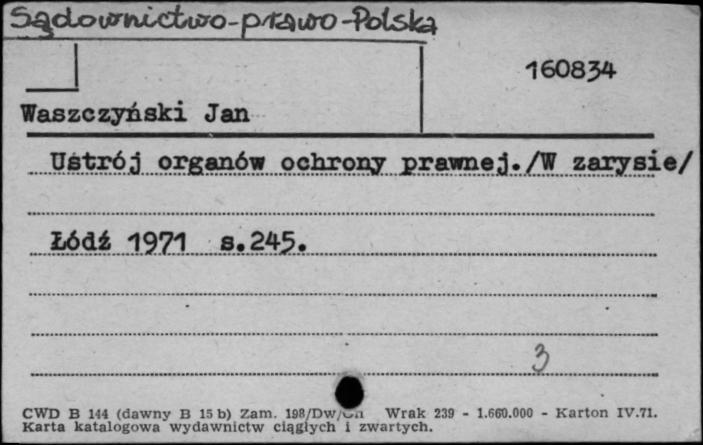 Sądownictwo-prawo-Polska
160834
Waszczyński Jan
Ustrój organów ochrony prawnej./W zarysie/
Łódź 1971 s.245.
3
CWD B 144 (dawny B 15 b) Zam. 198/Dw/ Wrak 239 - 1.660.000 - Karton IV.71.
Karta katalogowa wydawnictw ciągłych i zwartych.